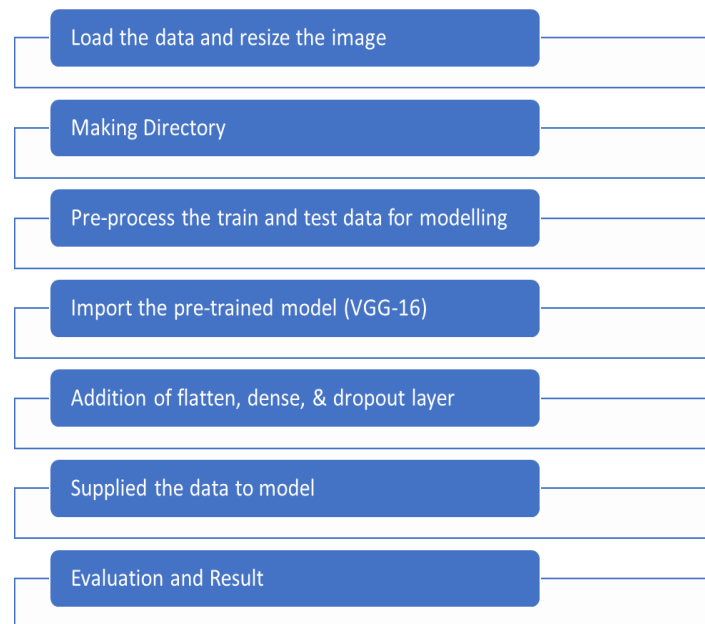 Load the data and resize the image
Making Directory
Pre-process the train and test data for modelling
Import the pre-trained model (VGG-16)
Addition of flatten, dense, & dropout layer
Supplied the data to model
Evaluation and Result